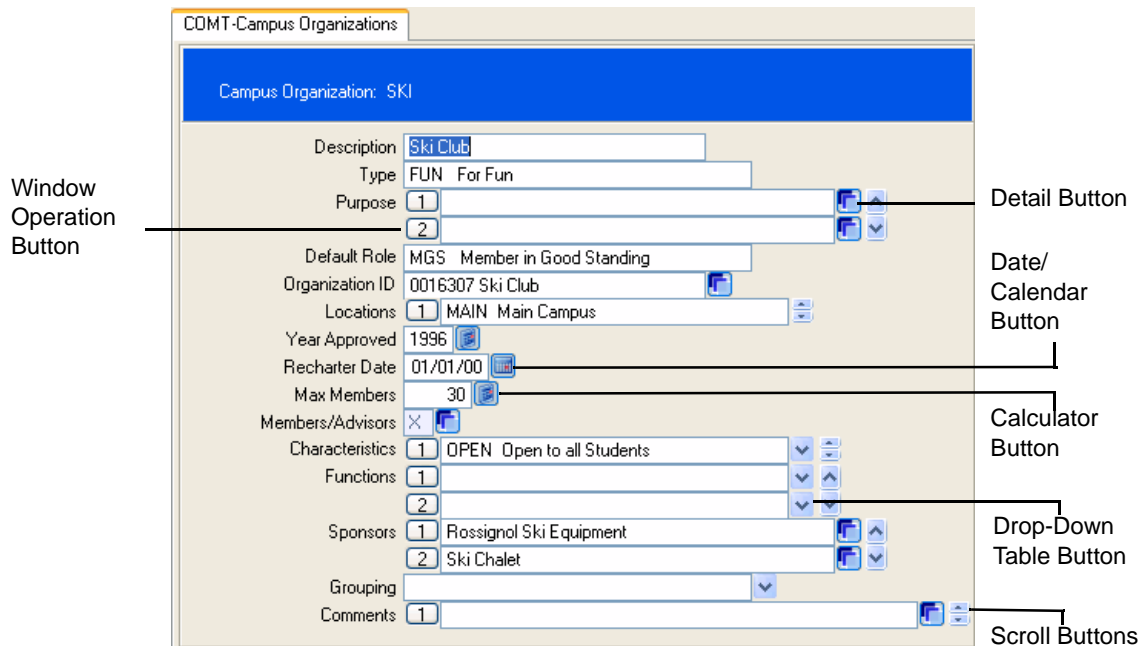 COMT-Campus Organizations
Campus Organization: SKI
Description Ski Club
Type FUN For Fun
Purpose 1
2
Default Role MGS Member in Good Standing
Organization ID 0016307 Ski Club
Locations 1 MAIN Main Campus
Year Approved 1996
Recharter Date 01/01/00
Max Members 30
Members/Advisors X
Characteristics 1 OPEN Open to all Students
Functions 1
2
Sponsors 1 Rossignol Ski Equipment
2 Ski Chalet
Grouping
Comments 1
Window
Operation
Button
Detail Button
Date/
Calendar
Button
Calculator
Button
Drop-Down
Table Button
Scroll Buttons